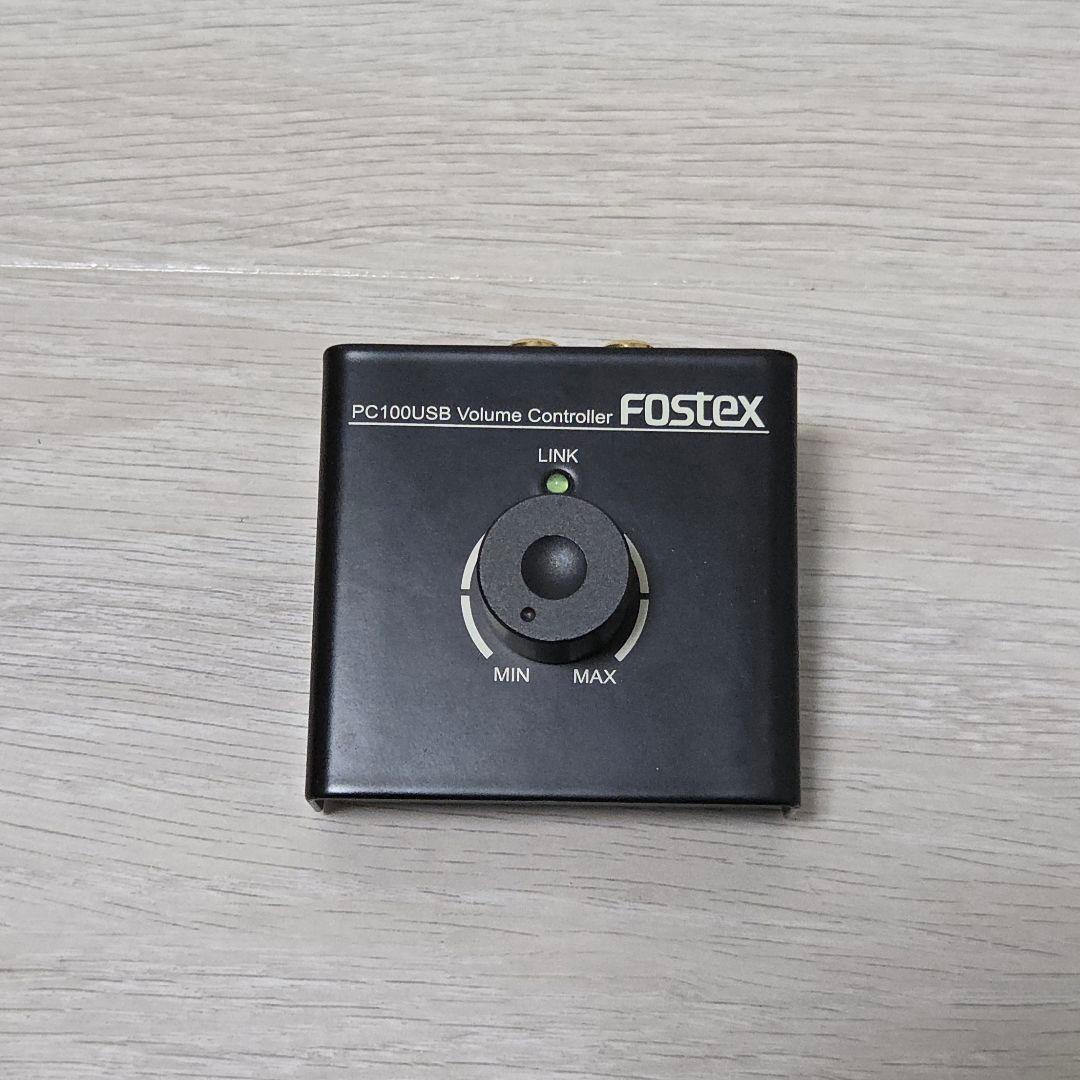 PC100USB Volume Controller FOSTEX
LINK
MIN MAX